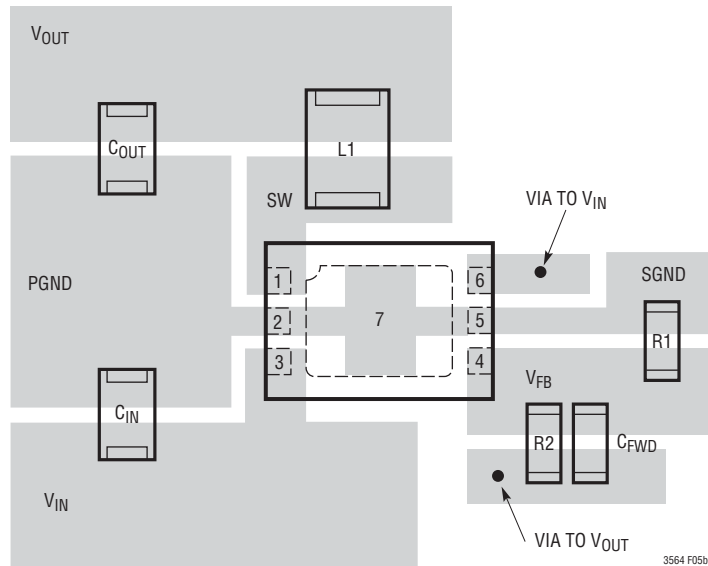 VOUT
COUT
L1
SW
VIA TO VIN
PGND
1
6
SGND
2
7
5
R1
3
4
VFB
CIN
R2
CFWD
VIN
VIA TO VOUT
3564 F05b